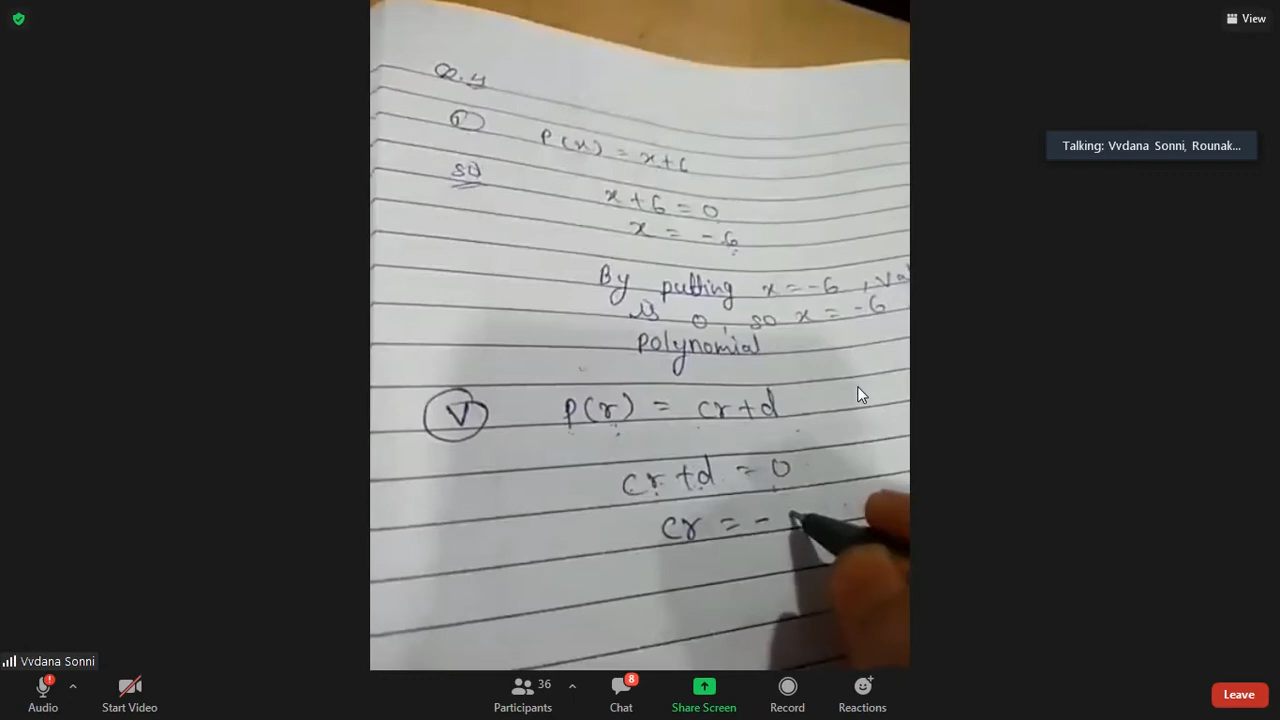 View
Q.4
P(x) = x+6
x + 6 = 0
x = -6
By putting x = -6 , Val
is 0, so x = -6
polynomial
V P(r) = cr+d
cr + d = 0
cr = -
Talking: Vvdana Sonni, Rounak...
Vvdana Sonni
Audio
Start Video
36
Participants
8
Chat
Share Screen
Record
Reactions
Leave